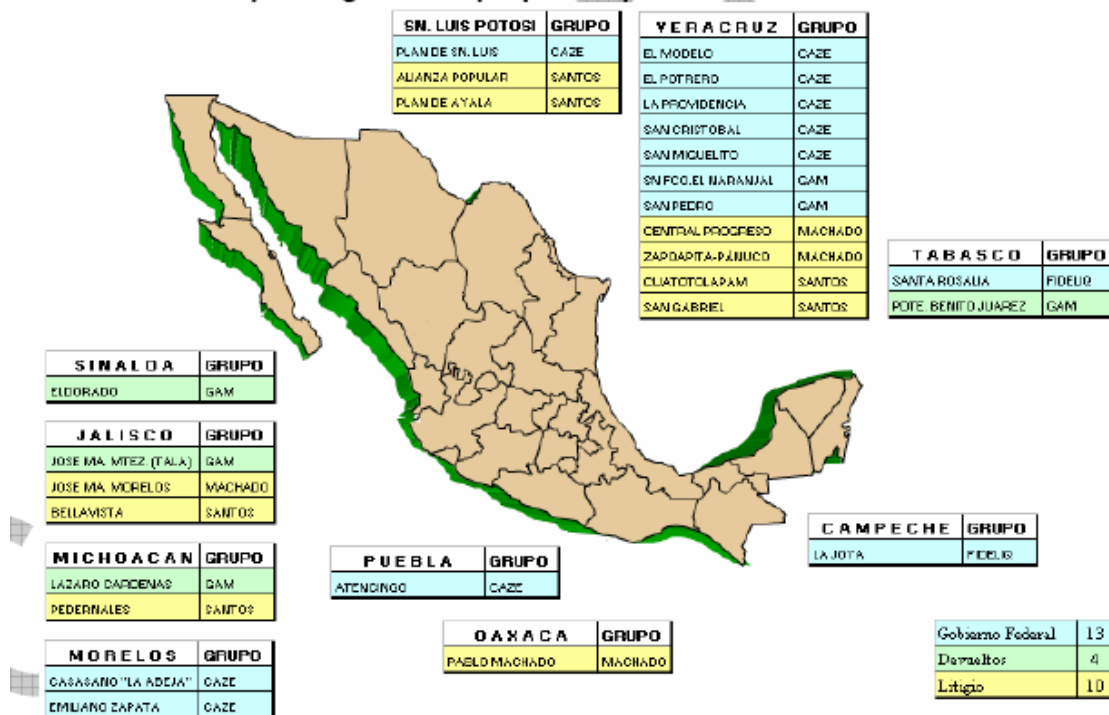 SN. LUIS POTOSI GRUPO
PLAN DE SN. LUIS CAZE
ALIANZA POPULAR SANTOS
PLAN DE AYALA SANTOS
VERACRUZ GRUPO
EL MODELO CAZE
EL POTRERO CAZE
LA PROVIDENCIA CAZE
SAN CRISTOBAL CAZE
SAN MIGUELITO CAZE
SN FCO. EL NARANJAL GAM
SAN PEDRO GAM
CENTRAL PROGRESO MACHADO
ZAPOAPITA-PÁNUCO MACHADO
CUATOTOLAPAM SANTOS
SAN GABRIEL SANTOS
TABASCO GRUPO
SANTA ROSALIA FIDELIQ
PDTE. BENITO JUAREZ GAM
SINALOA GRUPO
ELDORADO GAM
JALISCO GRUPO
JOSE MA. MTEZ. (TALA) GAM
JOSE MA. MORELOS MACHADO
BELLAVISTA SANTOS
MICHOACAN GRUPO
LAZARO CARDENAS GAM
PEDERNALES SANTOS
MORELOS GRUPO
CASASANO "LA ABEJA" CAZE
EMILIANO ZAPATA CAZE
PUEBLA GRUPO
ATENCINGO CAZE
OAXACA GRUPO
PABLO MACHADO MACHADO
CAMPECHE GRUPO
LA JOYA FIDELIQ
Gobierno Federal 13
Devueltos 4
Litigio 10